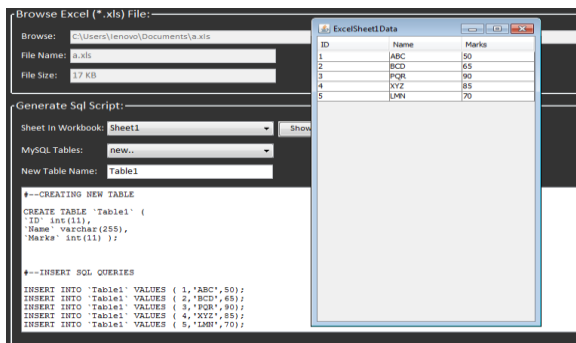 Browse Excel (*.xls) File:
Browse: C:\Users\lenovo\Documents\a.xls
File Name: a.xls
File Size: 17 KB
Generate Sql Script:
Sheet In Workbook: Sheet1 Show
MySQL Tables: new..
New Table Name: Table1
#--CREATING NEW TABLE
CREATE TABLE `Table1` (
`ID` int(11),
`Name` varchar(255),
`Marks` int(11) );
#--INSERT SQL QUERIES
INSERT INTO `Table1` VALUES ( 1,'ABC',50);
INSERT INTO `Table1` VALUES ( 2,'BCD',65);
INSERT INTO `Table1` VALUES ( 3,'PQR',90);
INSERT INTO `Table1` VALUES ( 4,'XYZ',85);
INSERT INTO `Table1` VALUES ( 5,'LMN',70);
ExcelSheet1Data
ID Name Marks
1 ABC 50
2 BCD 65
3 PQR 90
4 XYZ 85
5 LMN 70